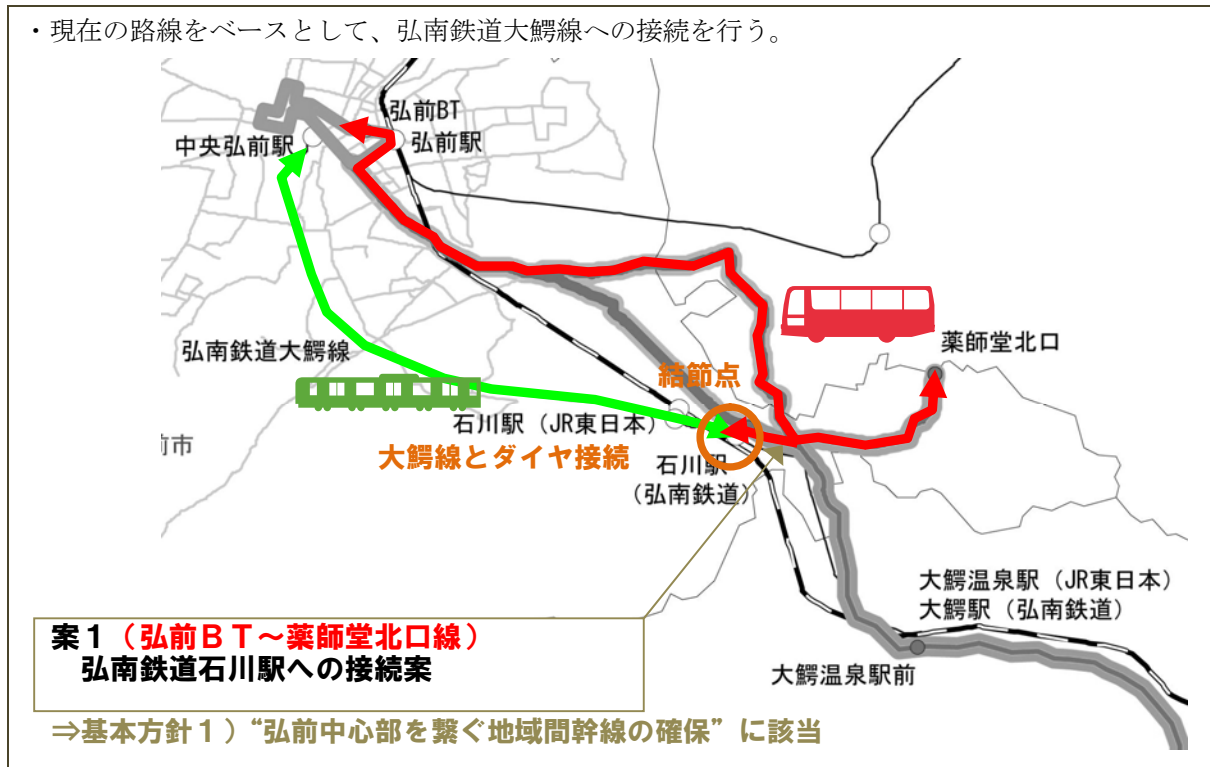 ・現在の路線をベースとして、弘南鉄道大鰐線への接続を行う。
弘前BT
中央弘前駅
弘前駅
弘南鉄道大鰐線
薬師堂北口
結節点
石川駅（JR東日本）
前市
大鰐線とダイヤ接続
石川駅
（弘南鉄道）
大鰐温泉駅（JR東日本）
大鰐駅（弘南鉄道）
大鰐温泉駅前
案１（弘前ＢＴ～薬師堂北口線）
弘南鉄道石川駅への接続案
⇒基本方針１）“弘前中心部を繋ぐ地域間幹線の確保”に該当